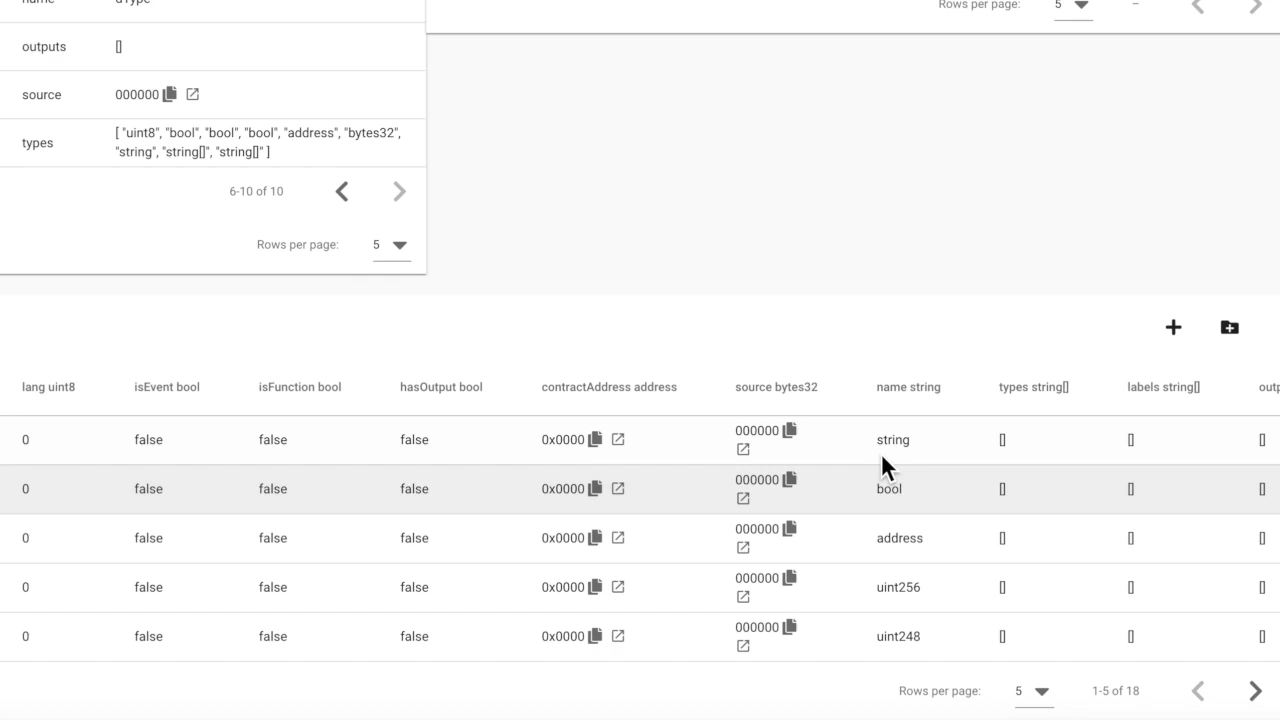 name dType
Rows per page: 5 –
outputs []
source 000000
types [ "uint8", "bool", "bool", "bool", "address", "bytes32",
"string", "string[]", "string[]" ]
6-10 of 10
Rows per page: 5
lang uint8 isEvent bool isFunction bool hasOutput bool contractAddress address source bytes32 name string types string[] labels string[] outp
0 false false false 0x0000 000000 string [] [] []
0 false false false 0x0000 000000 bool [] [] []
0 false false false 0x0000 000000 address [] [] []
0 false false false 0x0000 000000 uint256 [] [] []
0 false false false 0x0000 000000 uint248 [] [] []
Rows per page: 5 1-5 of 18